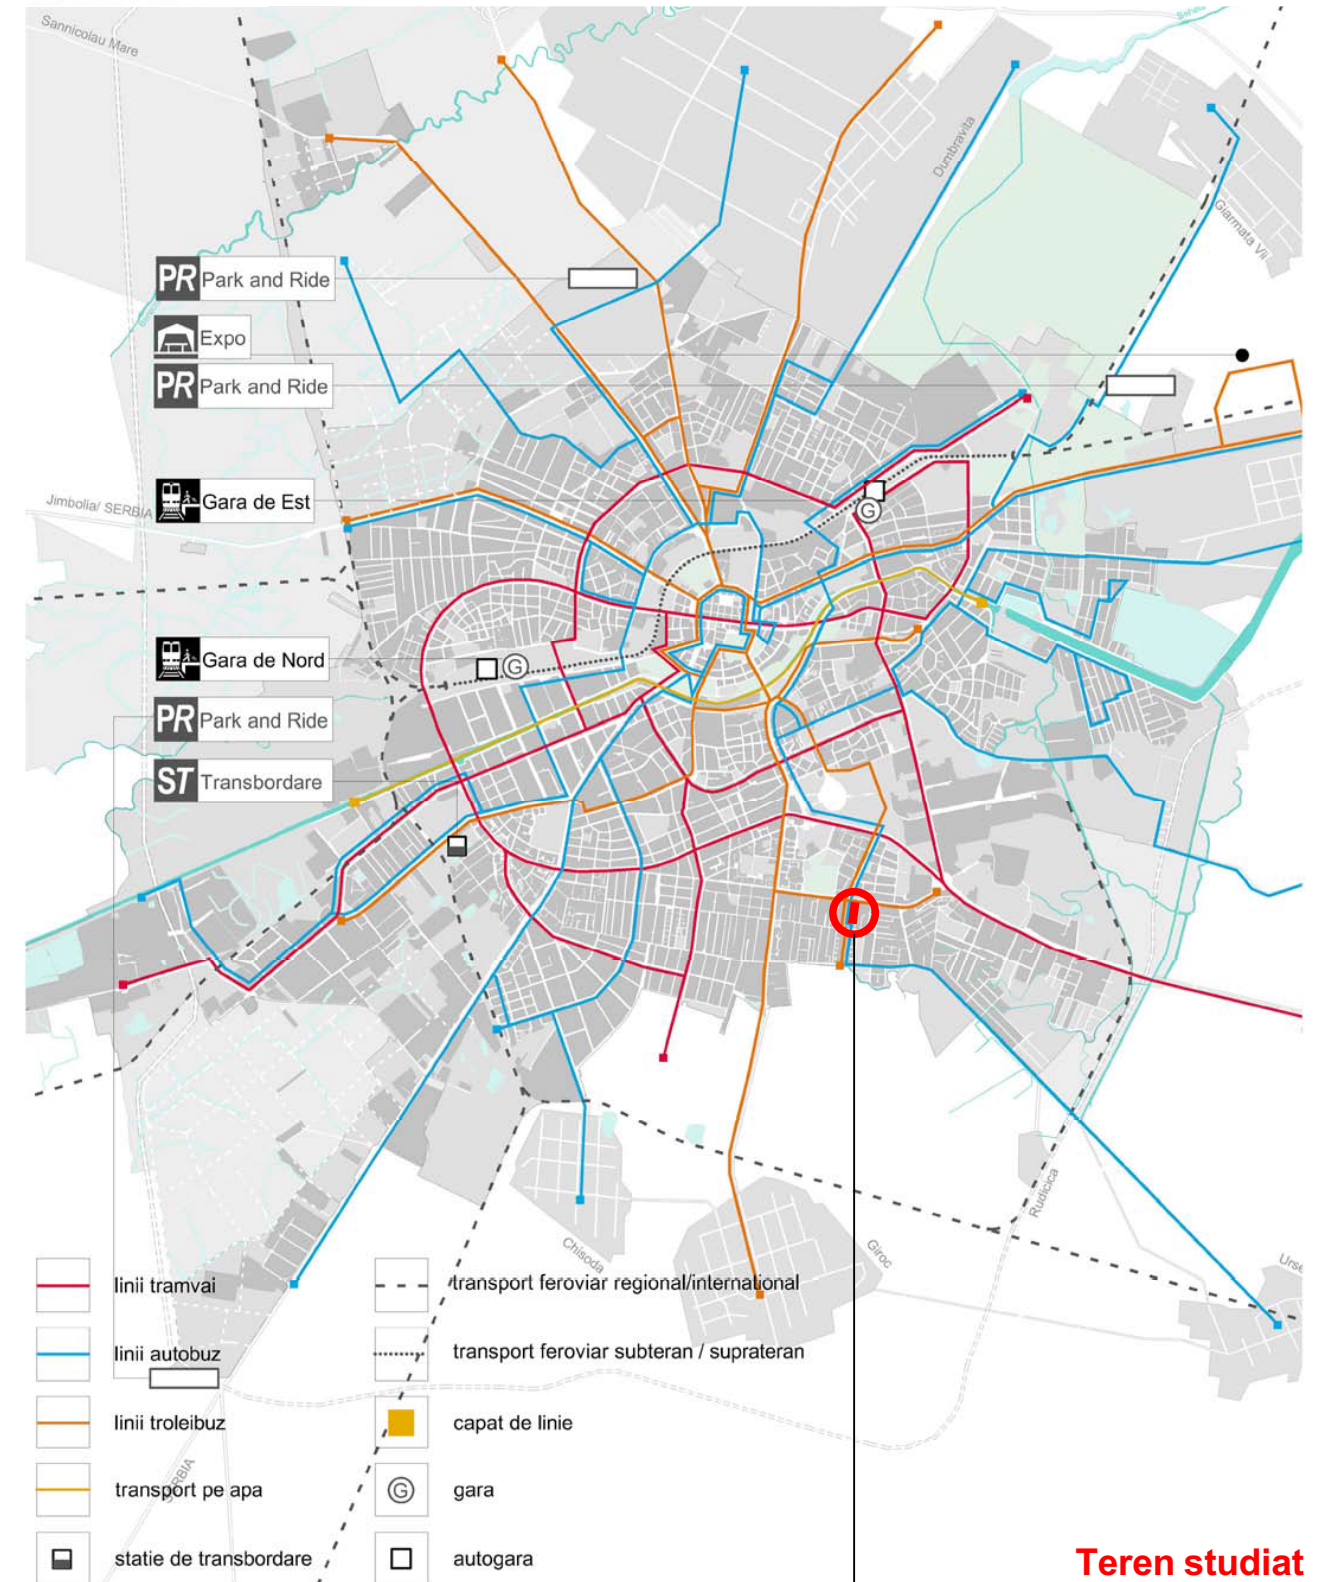 Sannicolau Mare
Dumbravita
Giarmata Vii
PR Park and Ride
Expo
PR Park and Ride
Jimbolia/ SERBIA
Gara de Est
G
Gara de Nord
G
PR Park and Ride
ST Transbordare
Rudicica
Chisoda
Giroc
Urse
linii tramvai
transport feroviar regional/international
linii autobuz
transport feroviar subteran / suprateran
linii troleibuz
capat de linie
SERBIA
transport pe apa
G
gara
statie de transbordare
autogara
Teren studiat